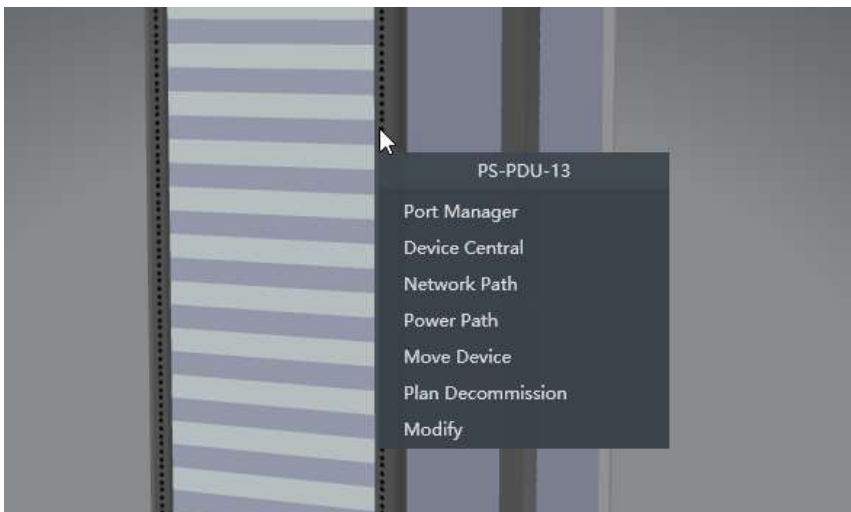 PS-PDU-13
Port Manager
Device Central
Network Path
Power Path
Move Device
Plan Decommission
Modify